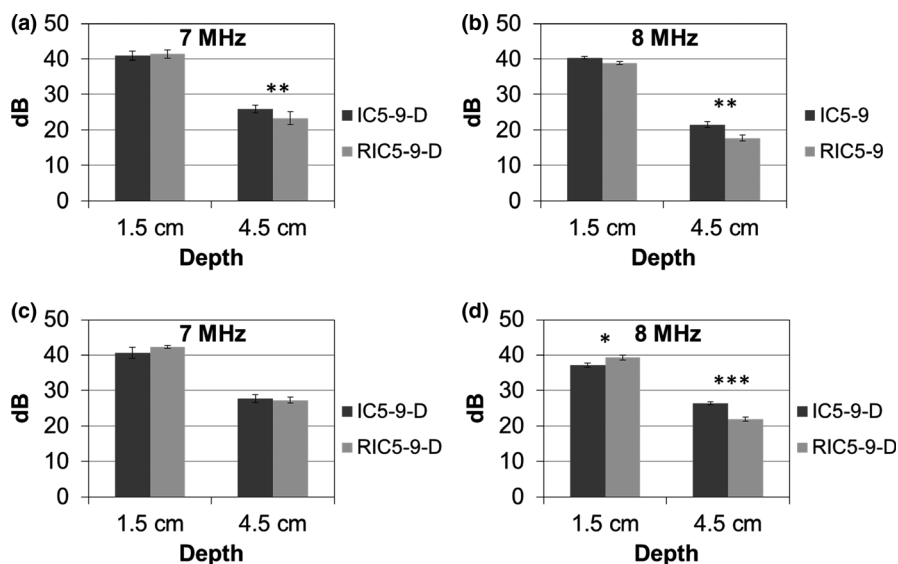 (a)
7 MHz
50
40
30
20
10
0
dB
**
1.5 cm
4.5 cm
Depth
IC5-9-D
RIC5-9-D
(b)
8 MHz
50
40
30
20
10
0
dB
**
1.5 cm
4.5 cm
Depth
IC5-9
RIC5-9
(c)
7 MHz
50
40
30
20
10
0
dB
1.5 cm
4.5 cm
Depth
IC5-9-D
RIC5-9-D
(d)
8 MHz
50
40
30
20
10
0
dB
*
***
1.5 cm
4.5 cm
Depth
IC5-9-D
RIC5-9-D